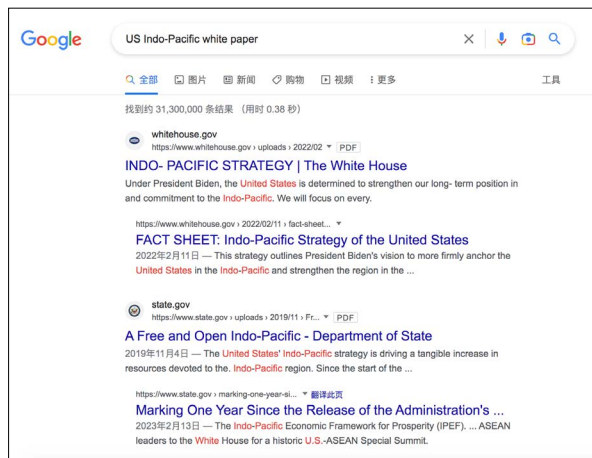 Google
US Indo-Pacific white paper
全部 图片 新闻 购物 视频 更多 工具
找到约 31,300,000 条结果 （用时 0.38 秒）
whitehouse.gov
https://www.whitehouse.gov › uploads › 2022/02 PDF
INDO- PACIFIC STRATEGY | The White House
Under President Biden, the United States is determined to strengthen our long- term position in
and commitment to the Indo-Pacific. We will focus on every.
https://www.whitehouse.gov › 2022/02/11 › fact-sheet...
FACT SHEET: Indo-Pacific Strategy of the United States
2022年2月11日 — This strategy outlines President Biden's vision to more firmly anchor the
United States in the Indo-Pacific and strengthen the region in the ...
state.gov
https://www.state.gov › uploads › 2019/11 › Fr... PDF
A Free and Open Indo-Pacific - Department of State
2019年11月4日 — The United States' Indo-Pacific strategy is driving a tangible increase in
resources devoted to the. Indo-Pacific region. Since the start of the ...
https://www.state.gov › marking-one-year-si... 翻译此页
Marking One Year Since the Release of the Administration's ...
2023年2月13日 — The Indo-Pacific Economic Framework for Prosperity (IPEF). ... ASEAN
leaders to the White House for a historic U.S.-ASEAN Special Summit.